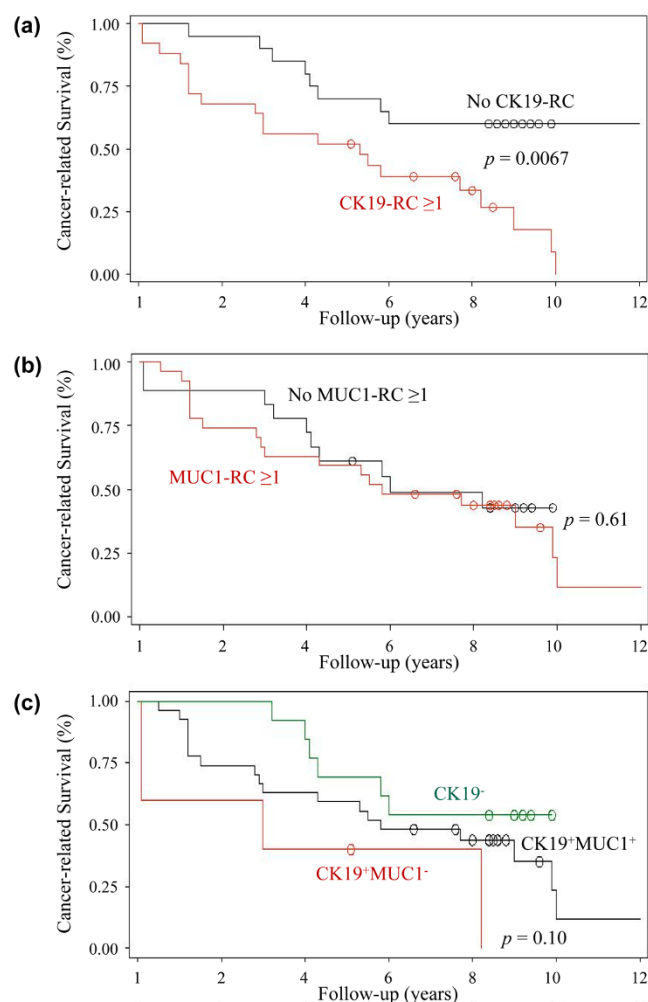 (a)
Cancer-related Survival (%)
1.00
0.75
0.50
0.25
0.00
No CK19-RC
p = 0.0067
CK19-RC ≥1
1 2 4 6 8 10 12
Follow-up (years)
(b)
Cancer-related Survival (%)
1.00
0.75
0.50
0.25
0.00
No MUC1-RC ≥1
MUC1-RC ≥1
p = 0.61
1 2 4 6 8 10 12
Follow-up (years)
(c)
Cancer-related Survival (%)
1.00
0.75
0.50
0.25
0.00
CK19⁻
CK19⁺MUC1⁺
CK19⁺MUC1⁻
p = 0.10
1 2 4 6 8 10 12
Follow-up (years)